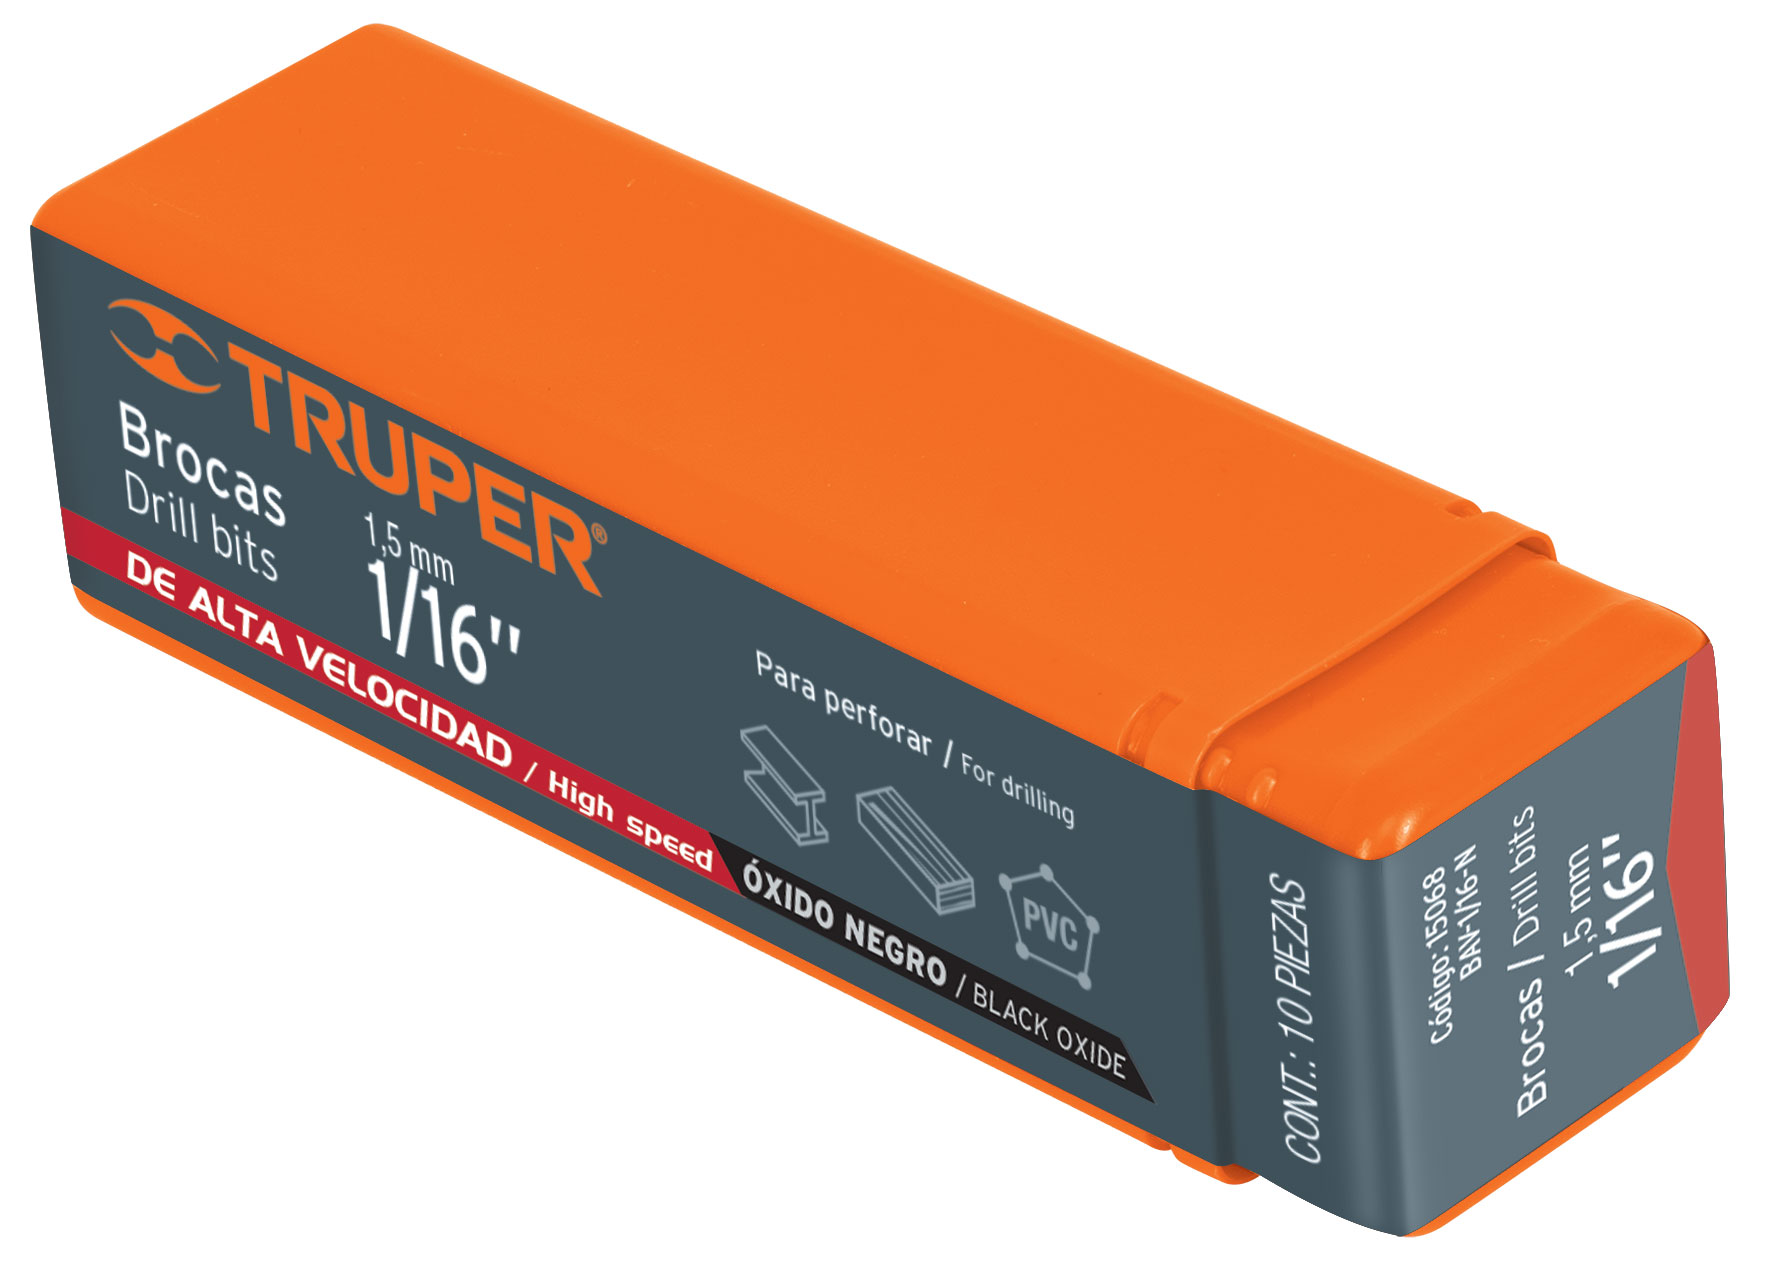 TRUPER®
Brocas
Drill bits
1,5 mm
1/16"
DE ALTA VELOCIDAD / High speed
ÓXIDO NEGRO / BLACK OXIDE
Para perforar / For drilling
PVC
CONT.: 10 PIEZAS
Código: 15068
BAV-1/16-N
Brocas / Drill bits
1,5 mm
1/16"